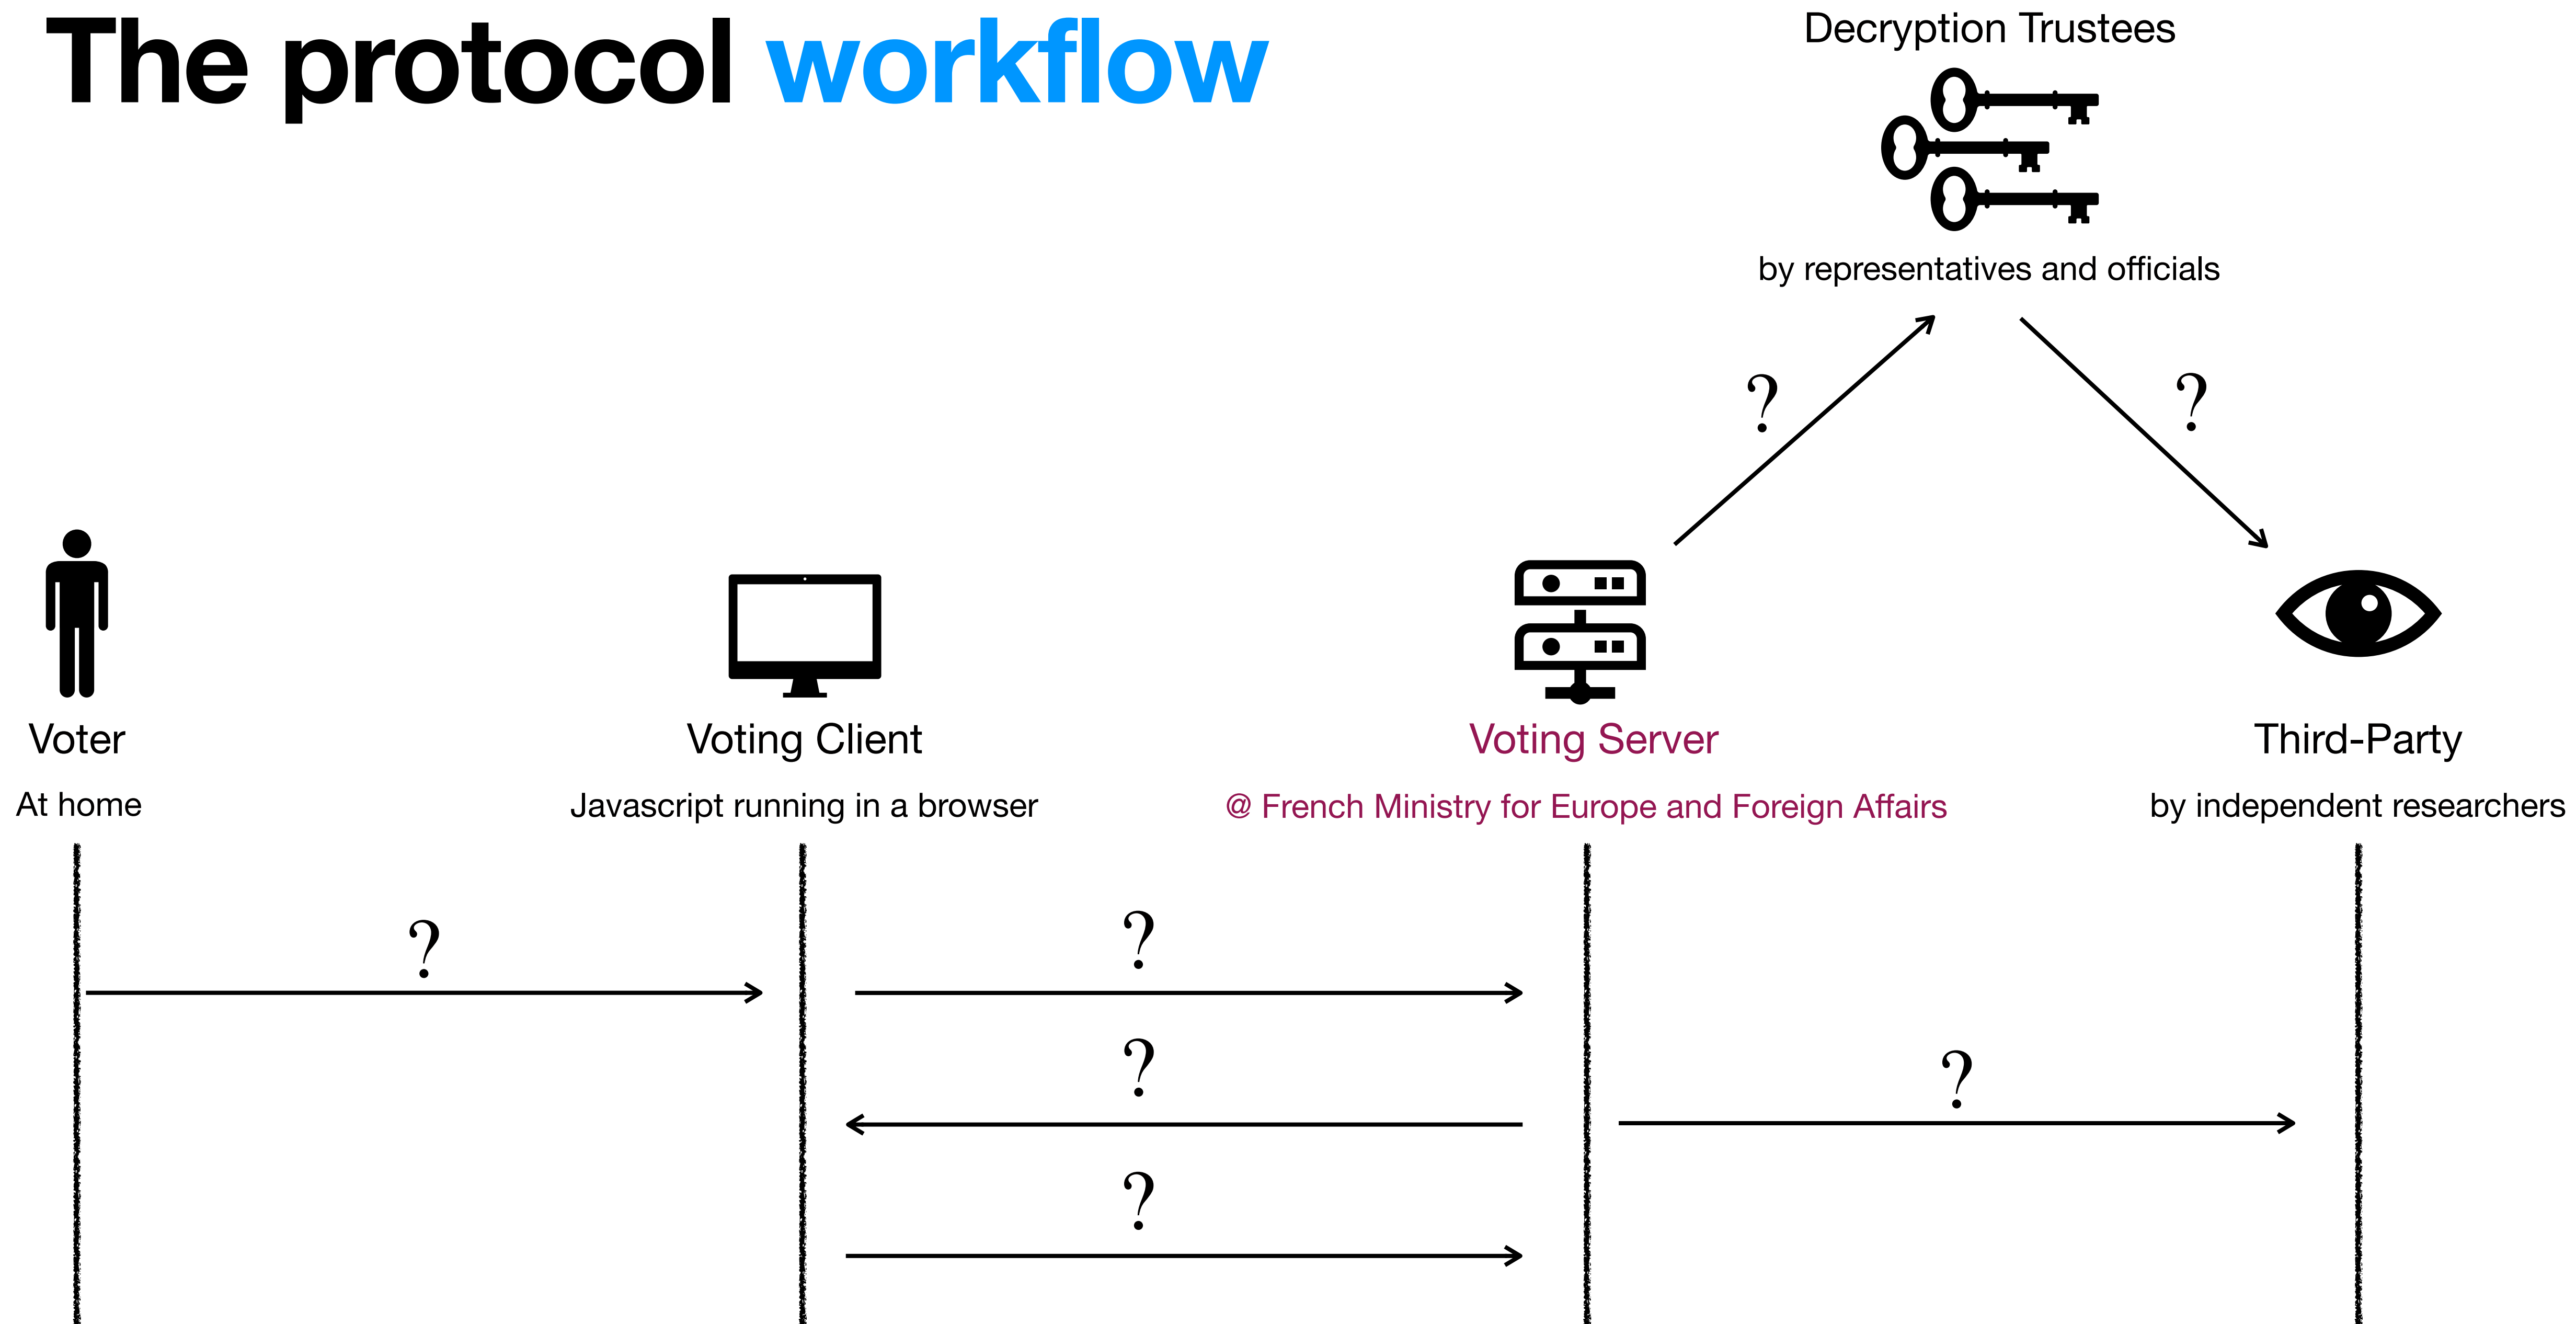 The protocol workflow
Decryption Trustees
by representatives and officials
?
?
Voter
Voting Client
Voting Server
Third-Party
At home
Javascript running in a browser
@ French Ministry for Europe and Foreign Affairs
by independent researchers
?
?
?
?
?